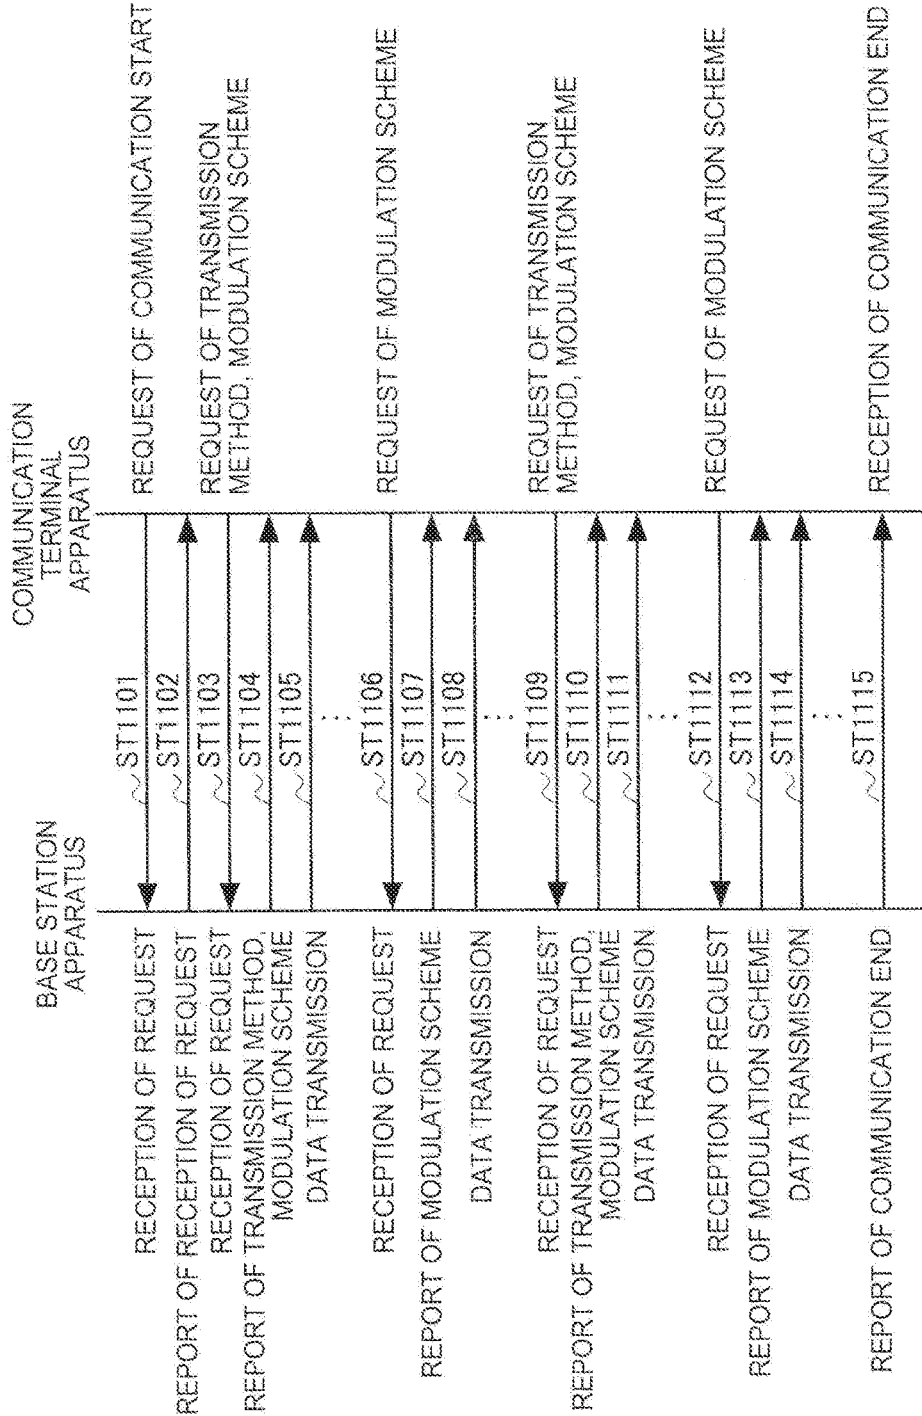 BASE STATION
APPARATUS
COMMUNICATION
TERMINAL
APPARATUS
RECEPTION OF REQUEST
ST1101
REQUEST OF COMMUNICATION START
REPORT OF RECEPTION OF REQUEST
ST1102
RECEPTION OF REQUEST
ST1103
REQUEST OF TRANSMISSION
METHOD, MODULATION SCHEME
REPORT OF TRANSMISSION METHOD,
MODULATION SCHEME
ST1104
DATA TRANSMISSION
ST1105
...
RECEPTION OF REQUEST
ST1106
REQUEST OF MODULATION SCHEME
REPORT OF MODULATION SCHEME
ST1107
DATA TRANSMISSION
ST1108
...
RECEPTION OF REQUEST
ST1109
REQUEST OF TRANSMISSION
METHOD, MODULATION SCHEME
REPORT OF TRANSMISSION METHOD,
MODULATION SCHEME
ST1110
DATA TRANSMISSION
ST1111
...
RECEPTION OF REQUEST
ST1112
REQUEST OF MODULATION SCHEME
REPORT OF MODULATION SCHEME
ST1113
DATA TRANSMISSION
ST1114
...
REPORT OF COMMUNICATION END
ST1115
RECEPTION OF COMMUNICATION END